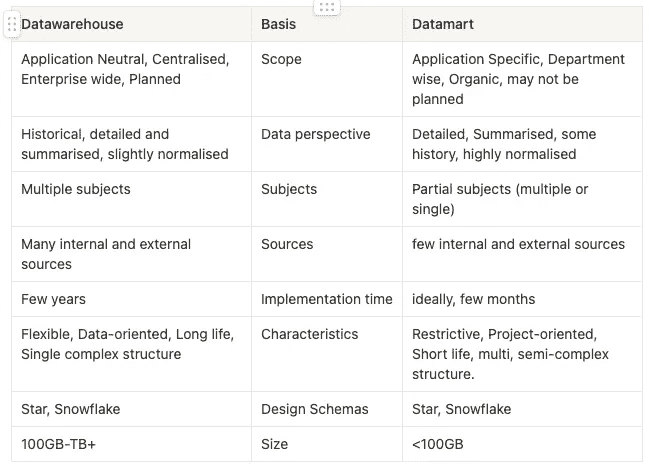 Datawarehouse
Basis
Datamart
Application Neutral, Centralised,
Enterprise wide, Planned
Scope
Application Specific, Department
wise, Organic, may not be
planned
Historical, detailed and
summarised, slightly normalised
Data perspective
Detailed, Summarised, some
history, highly normalised
Multiple subjects
Subjects
Partial subjects (multiple or
single)
Many internal and external
sources
Sources
few internal and external sources
Few years
Implementation time
ideally, few months
Flexible, Data-oriented, Long life,
Single complex structure
Characteristics
Restrictive, Project-oriented,
Short life, multi, semi-complex
structure.
Star, Snowflake
Design Schemas
Star, Snowflake
100GB-TB+
Size
<100GB